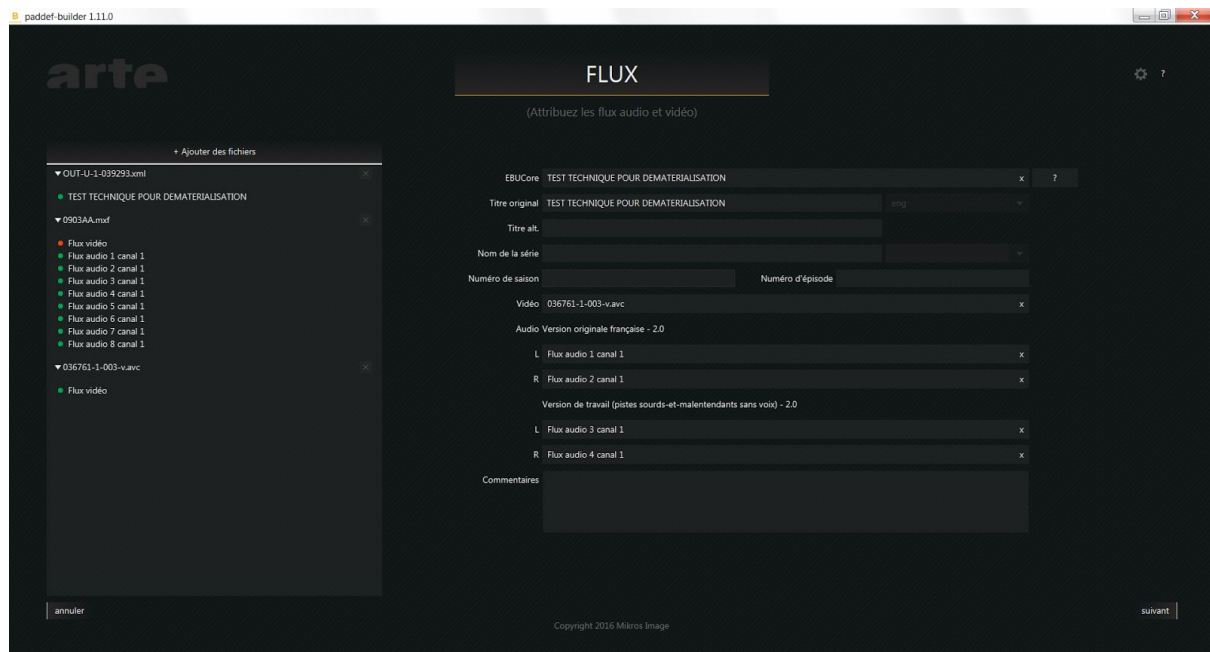 B paddef-builder 1.11.0
arte
FLUX
?
(Attribuez les flux audio et vidéo)
+ Ajouter des fichiers
OUT-U-1-039293.xml
TEST TECHNIQUE POUR DEMATERIALISATION
0903AA.mxf
Flux vidéo
Flux audio 1 canal 1
Flux audio 2 canal 1
Flux audio 3 canal 1
Flux audio 4 canal 1
Flux audio 5 canal 1
Flux audio 6 canal 1
Flux audio 7 canal 1
Flux audio 8 canal 1
036761-1-003-v.avc
Flux vidéo
EBUCore TEST TECHNIQUE POUR DEMATERIALISATION x ?
Titre original TEST TECHNIQUE POUR DEMATERIALISATION eng
Titre alt.
Nom de la série
Numéro de saison Numéro d'épisode
Vidéo 036761-1-003-v.avc x
Audio Version originale française - 2.0
L Flux audio 1 canal 1 x
R Flux audio 2 canal 1 x
Version de travail (pistes sourds-et-malentendants sans voix) - 2.0
L Flux audio 3 canal 1 x
R Flux audio 4 canal 1 x
Commentaires
annuler
suivant
Copyright 2016 Mikros Image